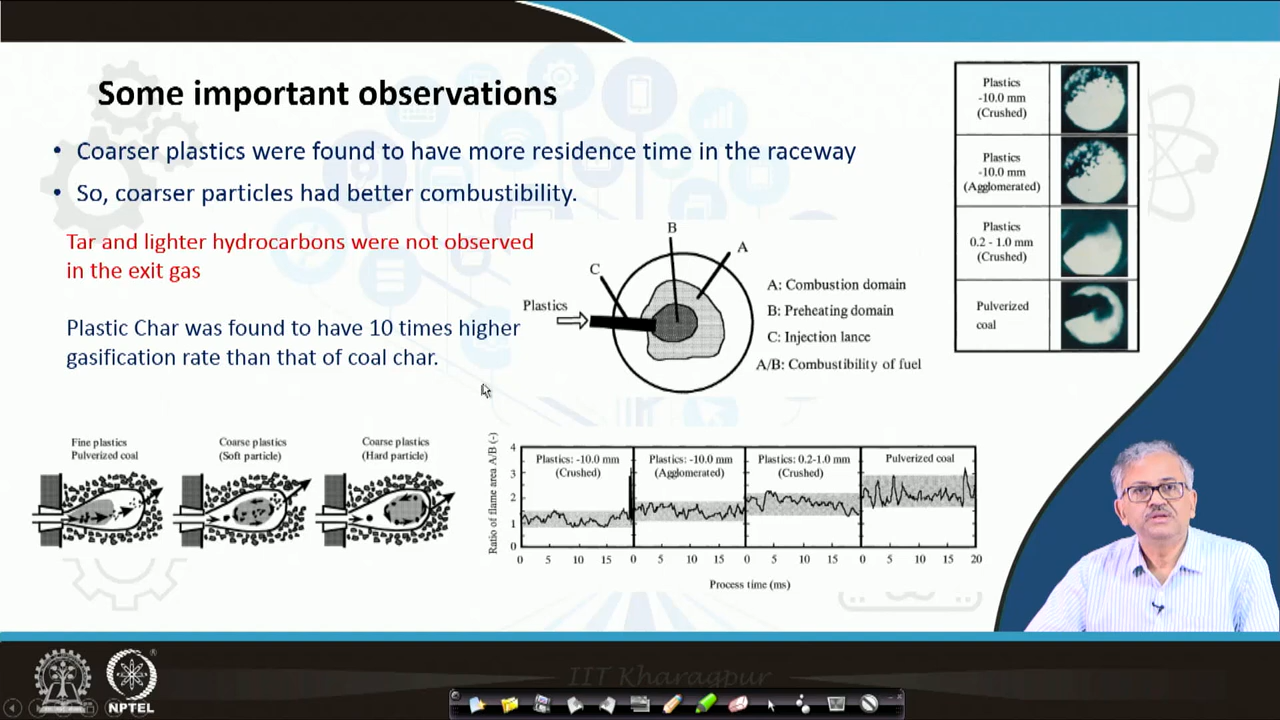 Some important observations
• Coarser plastics were found to have more residence time in the raceway
• So, coarser particles had better combustibility.
Tar and lighter hydrocarbons were not observed
in the exit gas
Plastic Char was found to have 10 times higher
gasification rate than that of coal char.
Plastics
-10.0 mm
(Crushed)
Plastics
-10.0 mm
(Agglomerated)
Plastics
0.2 - 1.0 mm
(Crushed)
Pulverized
coal
B
A
C
Plastics
A: Combustion domain
B: Preheating domain
C: Injection lance
A/B: Combustibility of fuel
Fine plastics
Pulverized coal
Coarse plastics
(Soft particle)
Coarse plastics
(Hard particle)
Ratio of flame area A/B (-)
4
3
2
1
0
Plastics: -10.0 mm
(Crushed)
Plastics: -10.0 mm
(Agglomerated)
Plastics: 0.2-1.0 mm
(Crushed)
Pulverized coal
0 5 10 15 0 5 10 15 0 5 10 15 0 5 10 15 20
Process time (ms)
IIT Kharagpur
NPTEL